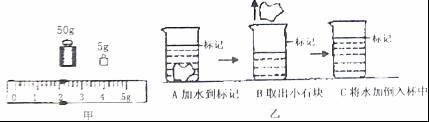 50g
5g
0 1 2 3 4 5g
甲
标记
标记
标记
A 加水到标记
B 取出小石块
C 将水加倒入杯中
乙